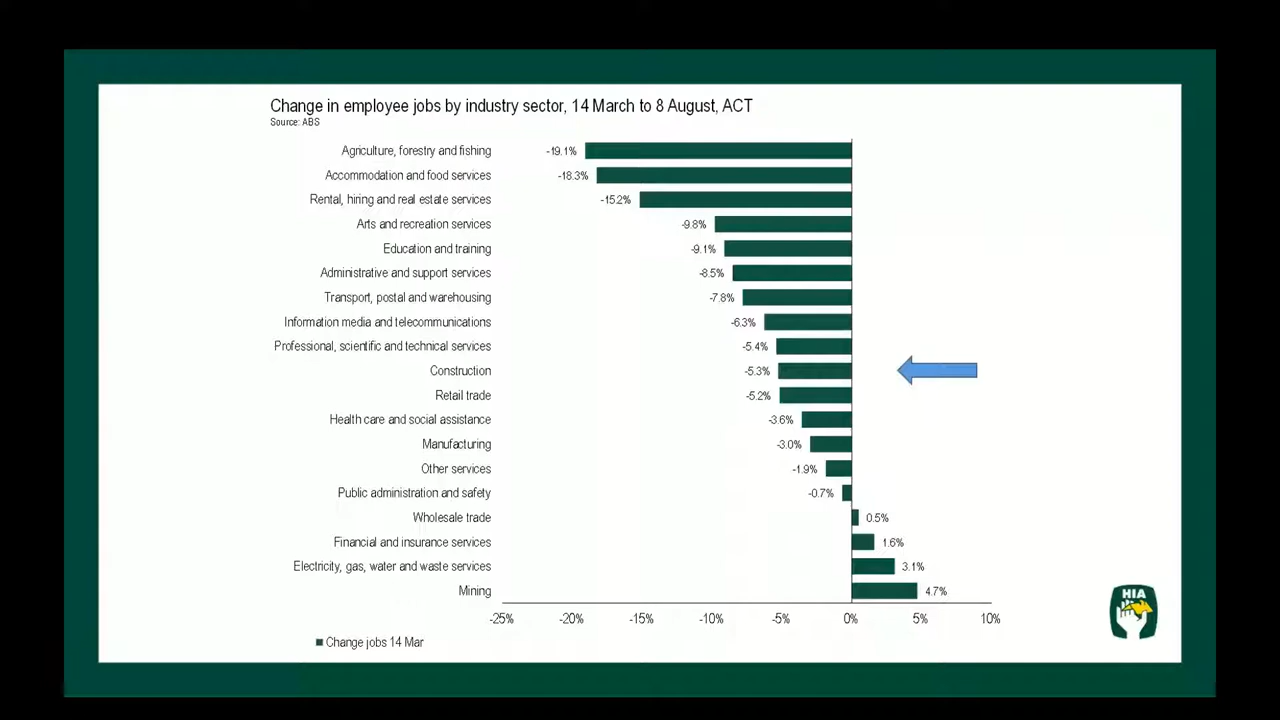 Change in employee jobs by industry sector, 14 March to 8 August, ACT
Source: ABS
Agriculture, forestry and fishing -19.1%
Accommodation and food services -18.3%
Rental, hiring and real estate services -15.2%
Arts and recreation services -9.8%
Education and training -9.1%
Administrative and support services -8.5%
Transport, postal and warehousing -7.8%
Information media and telecommunications -6.3%
Professional, scientific and technical services -5.4%
Construction -5.3%
Retail trade -5.2%
Health care and social assistance -3.6%
Manufacturing -3.0%
Other services -1.9%
Public administration and safety -0.7%
Wholesale trade 0.5%
Financial and insurance services 1.6%
Electricity, gas, water and waste services 3.1%
Mining 4.7%
HIA
-25% -20% -15% -10% -5% 0% 5% 10%
Change jobs 14 Mar